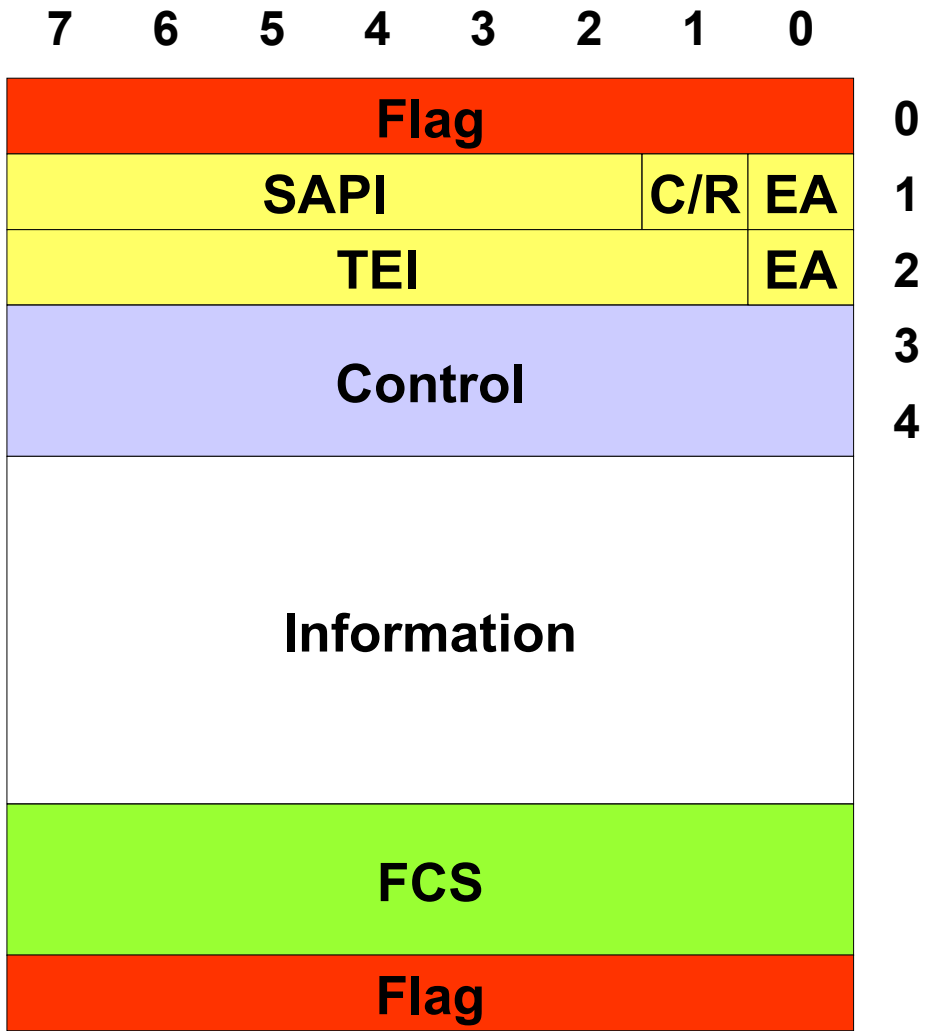 7 6 5 4 3 2 1 0
Flag 0
SAPI C/R EA 1
TEI EA 2
3
Control
4
Information
FCS
Flag